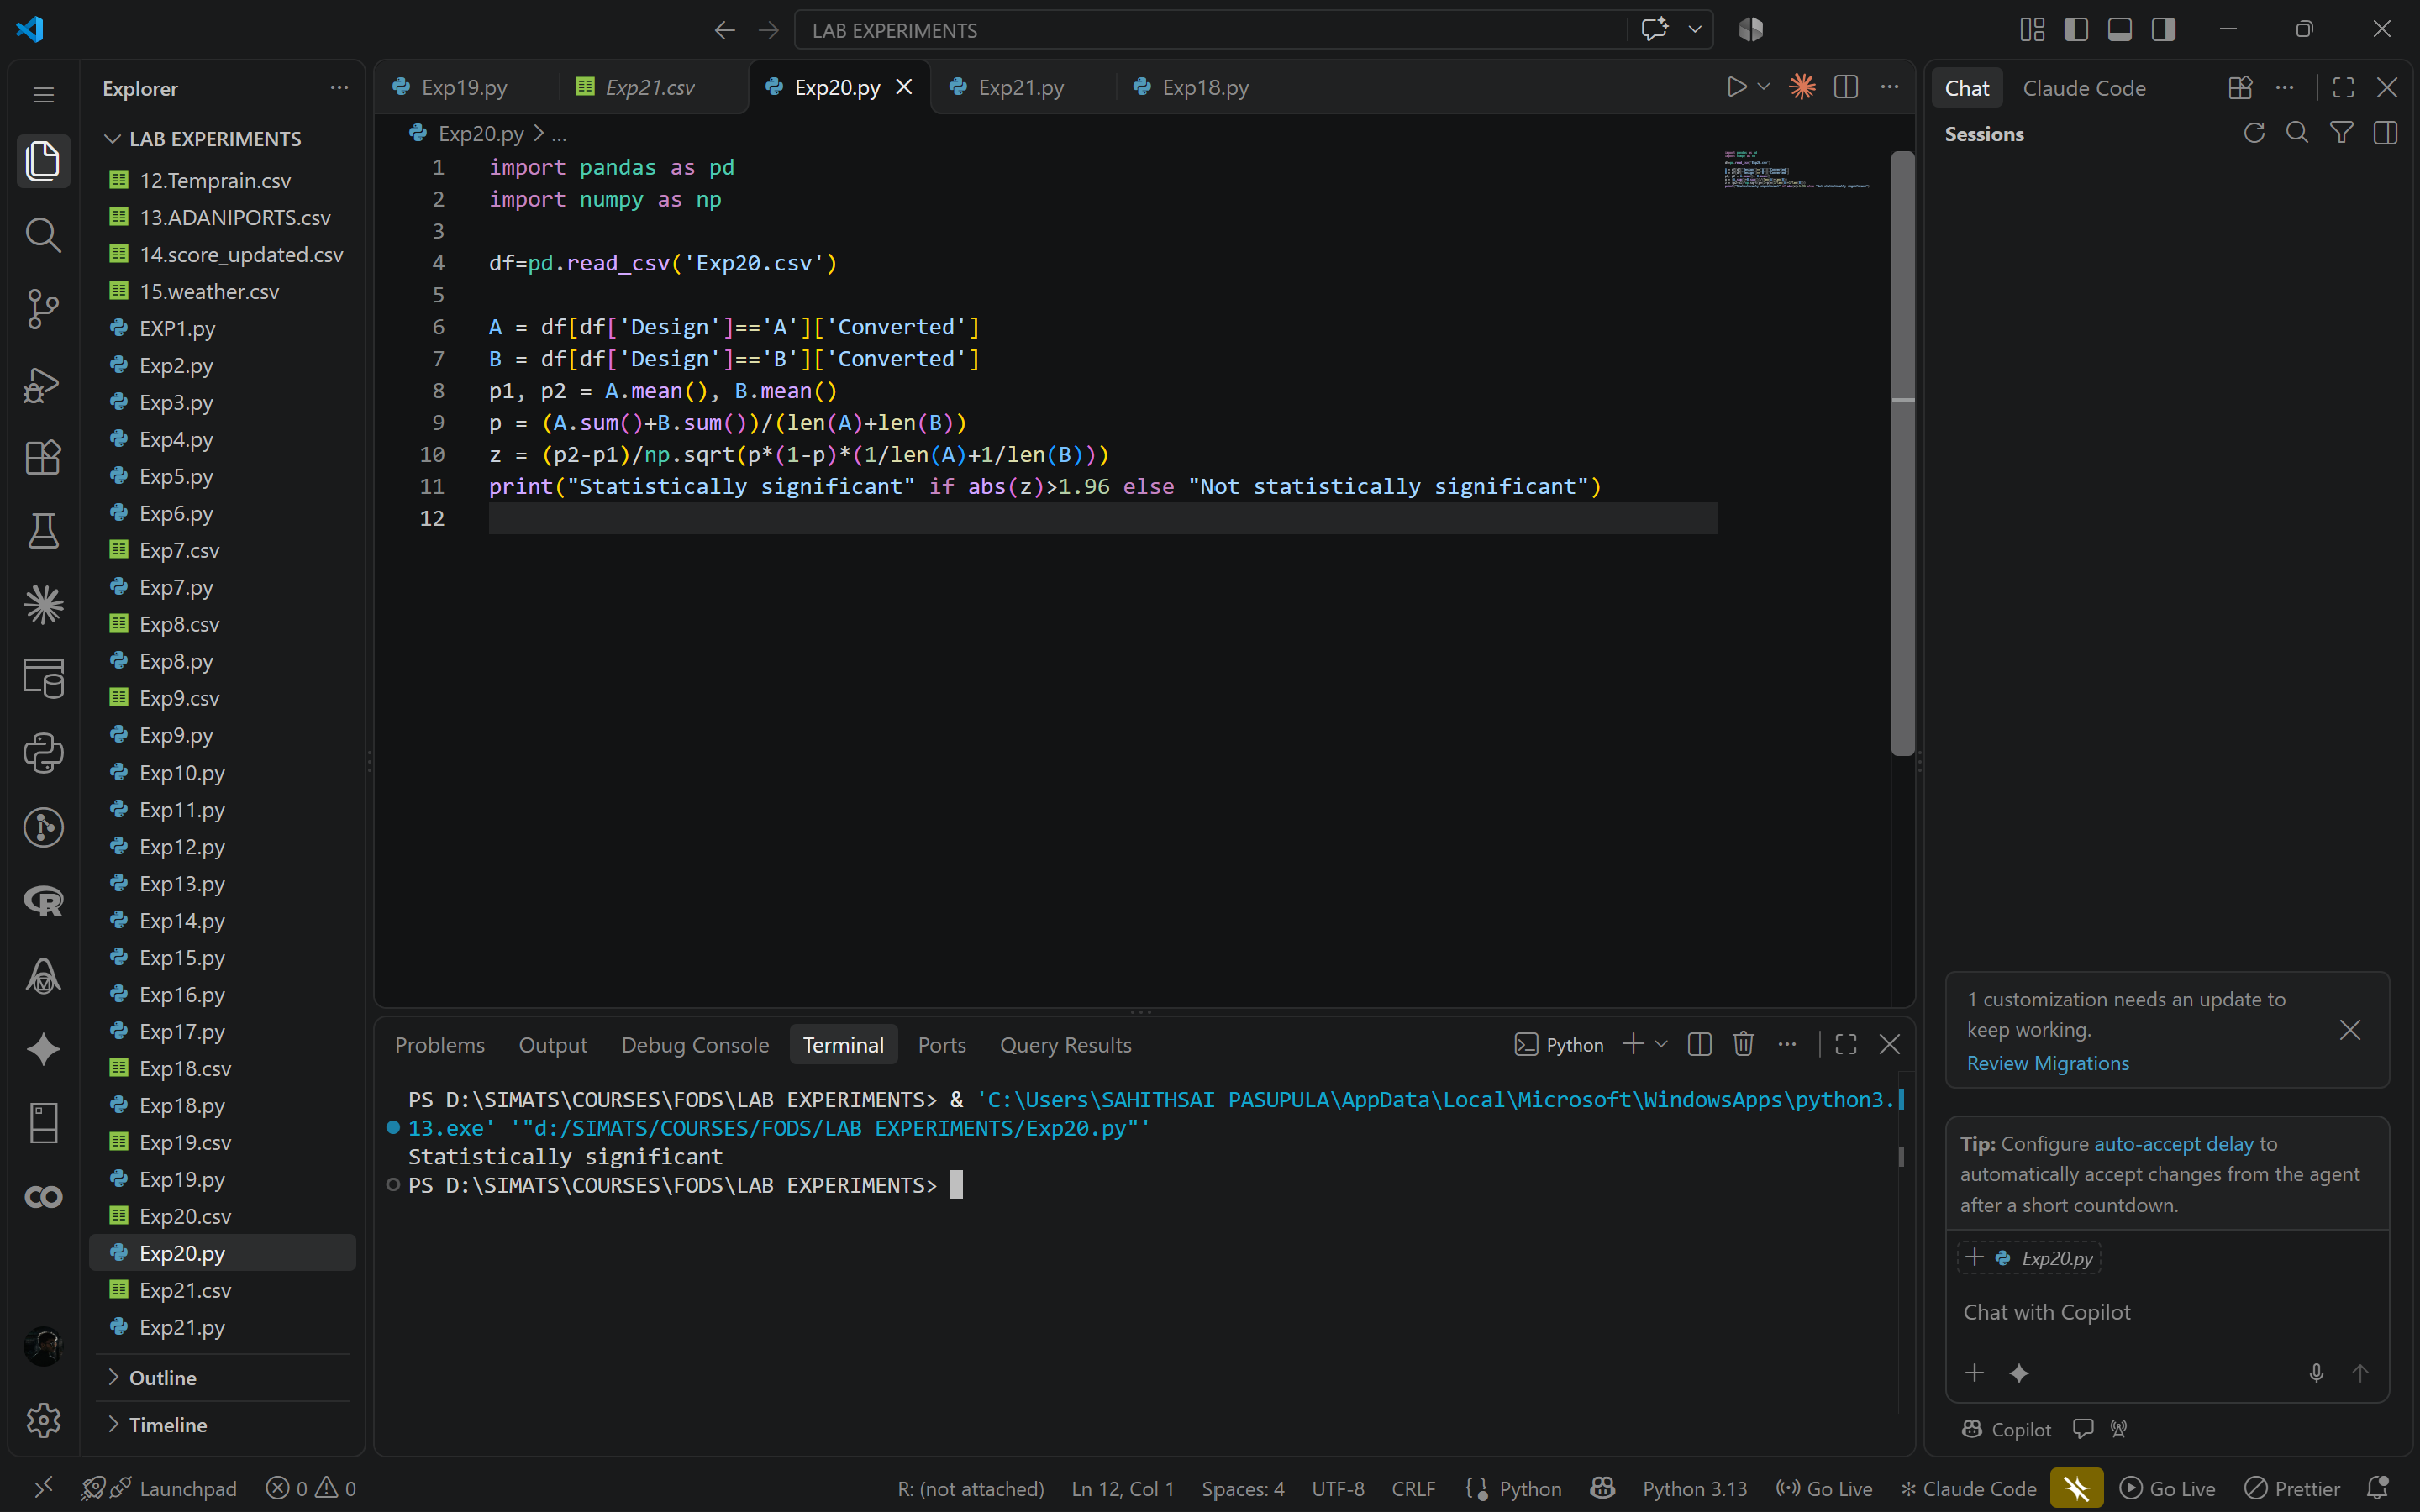 LAB EXPERIMENTS
Explorer
LAB EXPERIMENTS
12.Temprain.csv
13.ADANIPORTS.csv
14.score_updated.csv
15.weather.csv
EXP1.py
Exp2.py
Exp3.py
Exp4.py
Exp5.py
Exp6.py
Exp7.csv
Exp7.py
Exp8.csv
Exp8.py
Exp9.csv
Exp9.py
Exp10.py
Exp11.py
Exp12.py
Exp13.py
Exp14.py
Exp15.py
Exp16.py
Exp17.py
Exp18.csv
Exp18.py
Exp19.csv
Exp19.py
Exp20.csv
Exp20.py
Exp21.csv
Exp21.py
Outline
Timeline
Exp19.py Exp21.csv Exp20.py Exp21.py Exp18.py
Exp20.py > ...
1 import pandas as pd
2 import numpy as np
3
4 df=pd.read_csv('Exp20.csv')
5
6 A = df[df['Design']=='A']['Converted']
7 B = df[df['Design']=='B']['Converted']
8 p1, p2 = A.mean(), B.mean()
9 p = (A.sum()+B.sum())/(len(A)+len(B))
10 z = (p2-p1)/np.sqrt(p*(1-p)*(1/len(A)+1/len(B)))
11 print("Statistically significant" if abs(z)>1.96 else "Not statistically significant")
12
Problems Output Debug Console Terminal Ports Query Results Python
PS D:\SIMATS\COURSES\FODS\LAB EXPERIMENTS> & 'C:\Users\SAHITHSAI PASUPULA\AppData\Local\Microsoft\WindowsApps\python3.
13.exe' '"d:/SIMATS/COURSES/FODS/LAB EXPERIMENTS/Exp20.py"'
Statistically significant
PS D:\SIMATS\COURSES\FODS\LAB EXPERIMENTS>
Chat Claude Code
Sessions
1 customization needs an update to
keep working.
Review Migrations
Tip: Configure auto-accept delay to
automatically accept changes from the agent
after a short countdown.
Exp20.py
Chat with Copilot
Copilot
Launchpad 0 0 R: (not attached) Ln 12, Col 1 Spaces: 4 UTF-8 CRLF Python Python 3.13 Go Live Claude Code Go Live Prettier